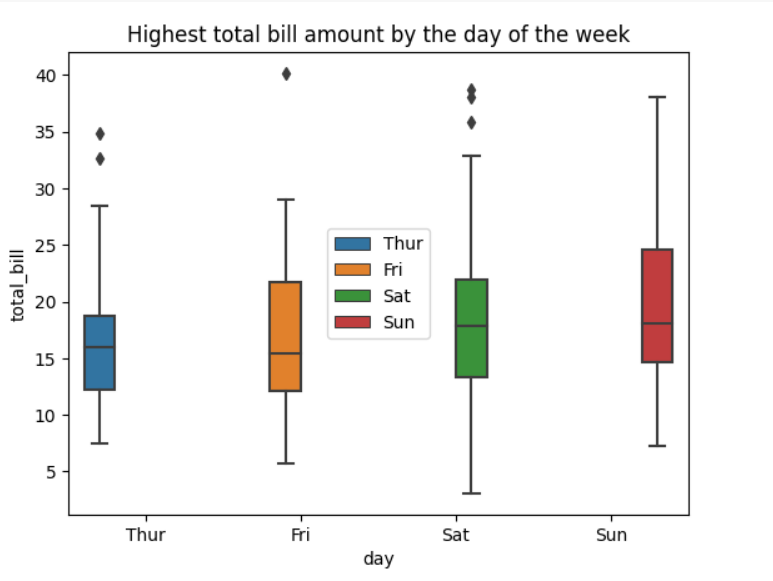 Highest total bill amount by the day of the week
40
35
30
25
20
15
10
5
total_bill
Thur
Fri
Sat
Sun
Thur Fri Sat Sun
day